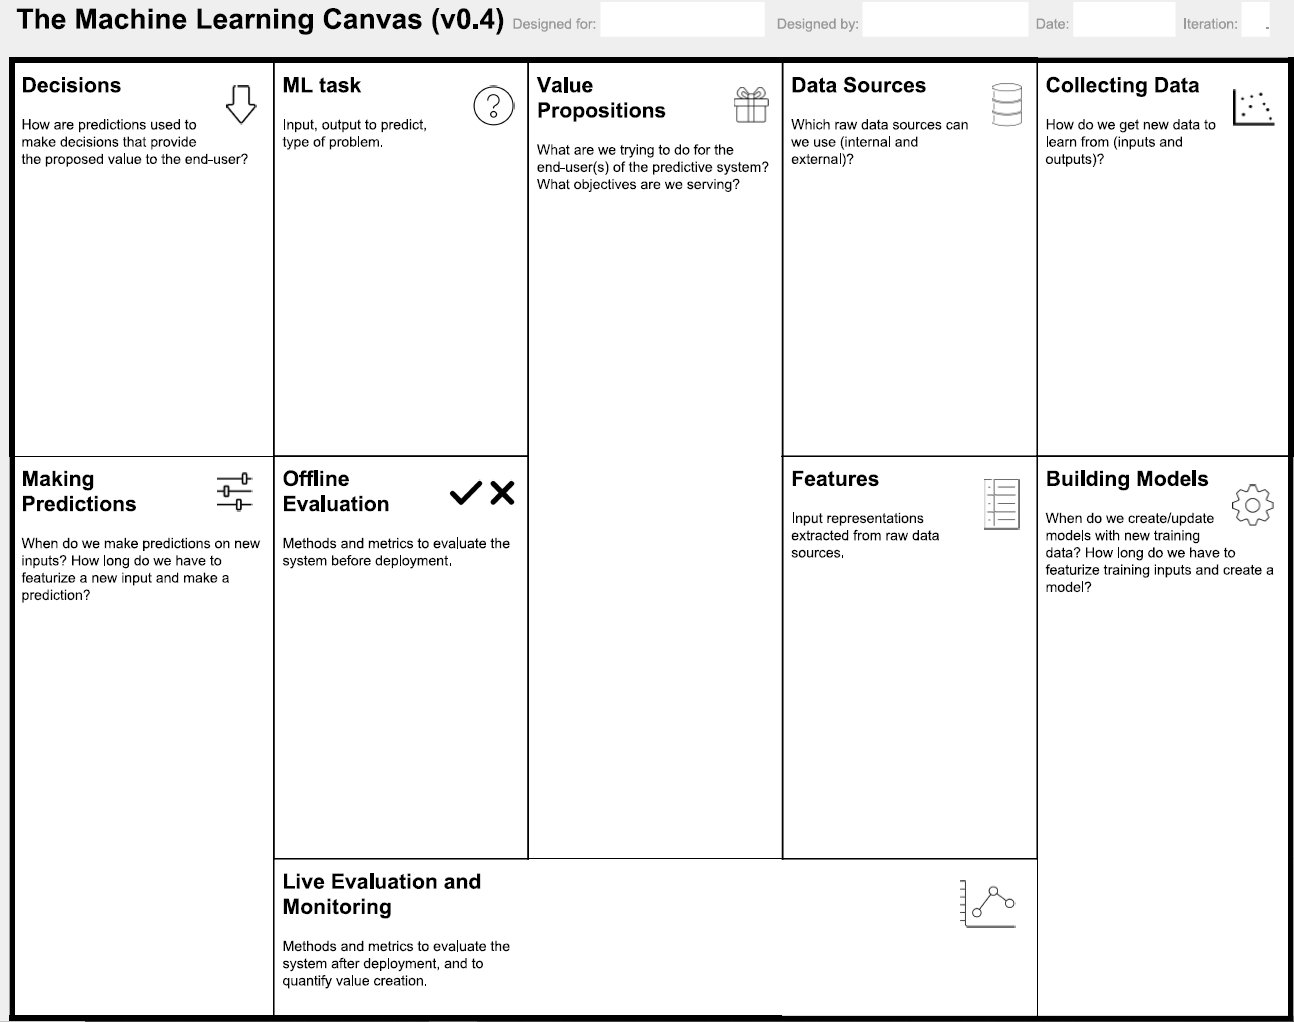 The Machine Learning Canvas (v0.4)
Designed for:
Designed by:
Date:
Iteration:
.
Decisions
How are predictions used to
make decisions that provide
the proposed value to the end-user?
ML task
Input, output to predict,
type of problem.
Value
Propositions
What are we trying to do for the
end-user(s) of the predictive system?
What objectives are we serving?
Data Sources
Which raw data sources can
we use (internal and
external)?
Collecting Data
How do we get new data to
learn from (inputs and
outputs)?
Making
Predictions
When do we make predictions on new
inputs? How long do we have to
featurize a new input and make a
prediction?
Offline
Evaluation
Methods and metrics to evaluate the
system before deployment.
Features
Input representations
extracted from raw data
sources.
Building Models
When do we create/update
models with new training
data? How long do we have to
featurize training inputs and create a
model?
Live Evaluation and
Monitoring
Methods and metrics to evaluate the
system after deployment, and to
quantify value creation.